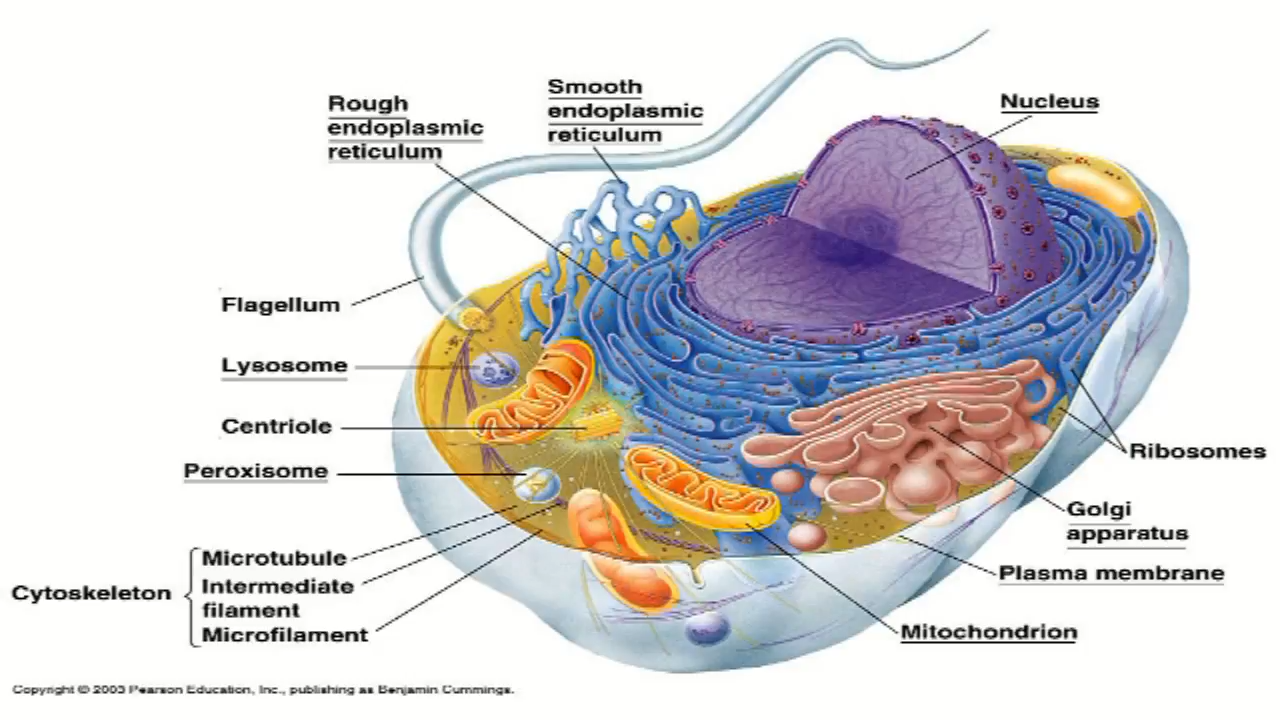 Smooth
endoplasmic
reticulum
Rough
endoplasmic
reticulum
Nucleus
Flagellum
Lysosome
Centriole
Peroxisome
Ribosomes
Golgi
apparatus
Plasma membrane
Mitochondrion
Cytoskeleton
Microtubule
Intermediate
filament
Microfilament
Copyright © 2003 Pearson Education, Inc., publishing as Benjamin Cummings.